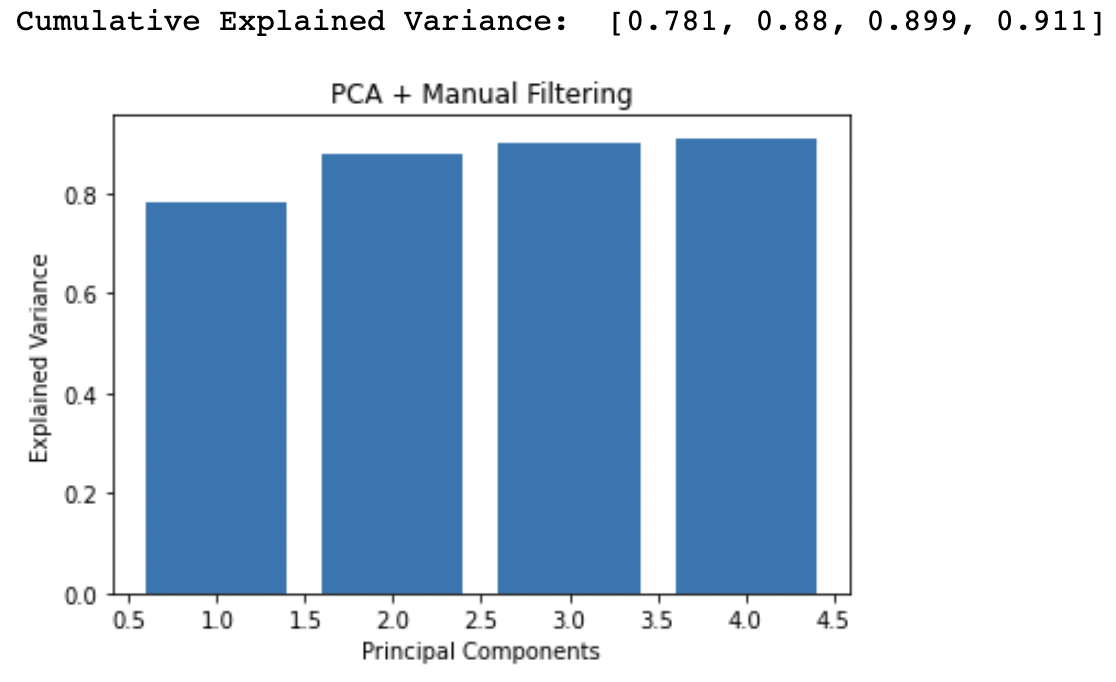 Cumulative Explained Variance: [0.781, 0.88, 0.899, 0.911]
PCA + Manual Filtering
0.8
0.6
0.4
0.2
0.0
Explained Variance
0.5 1.0 1.5 2.0 2.5 3.0 3.5 4.0 4.5
Principal Components